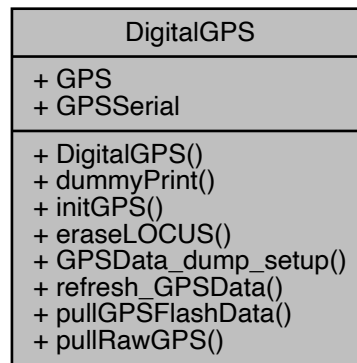 DigitalGPS
+ GPS
+ GPSSerial
+ DigitalGPS()
+ dummyPrint()
+ initGPS()
+ eraseLOCUS()
+ GPSData_dump_setup()
+ refresh_GPSData()
+ pullGPSFlashData()
+ pullRawGPS()